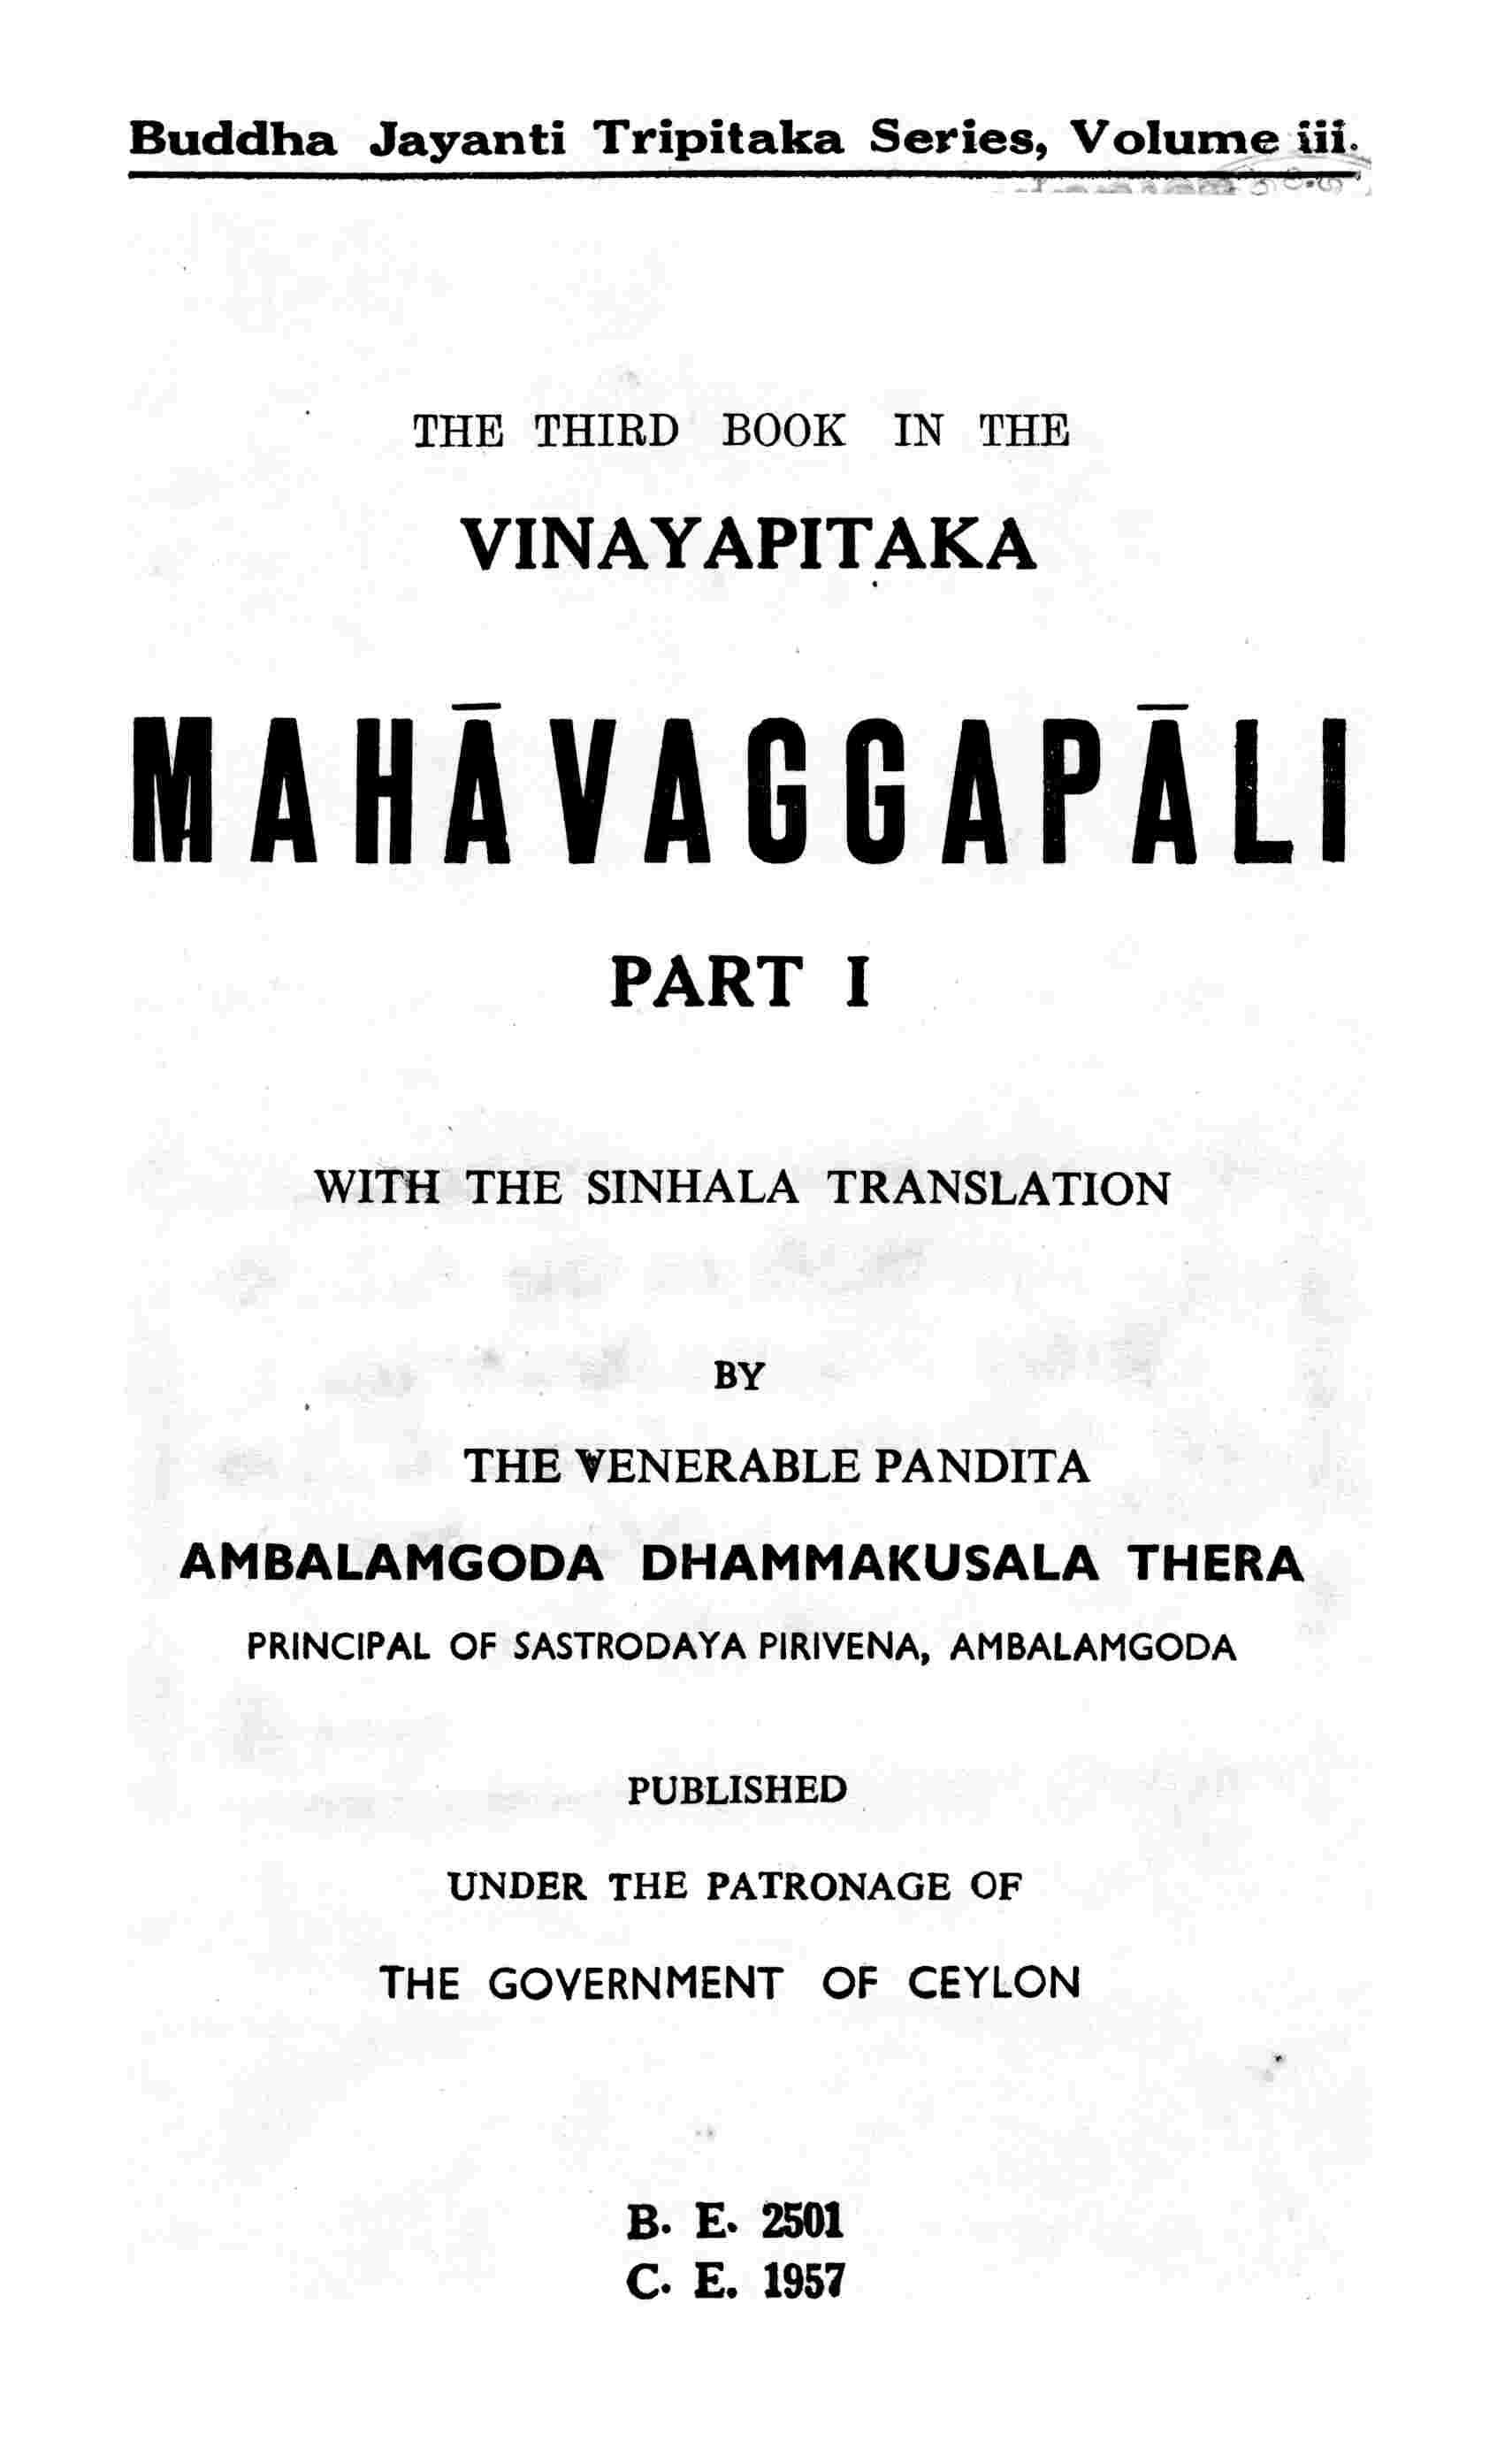 Buddha Jayanti Tripitaka Series, Volume iii.
THE THIRD BOOK IN THE
VINAYAPIṬAKA
MAHĀVAGGAPĀLI
PART I
WITH THE SINHALA TRANSLATION
BY
THE VENERABLE PANDITA
AMBALAMGODA DHAMMAKUSALA THERA
PRINCIPAL OF SASTRODAYA PIRIVENA, AMBALAMGODA
PUBLISHED
UNDER THE PATRONAGE OF
THE GOVERNMENT OF CEYLON
B. E. 2501
C. E. 1957